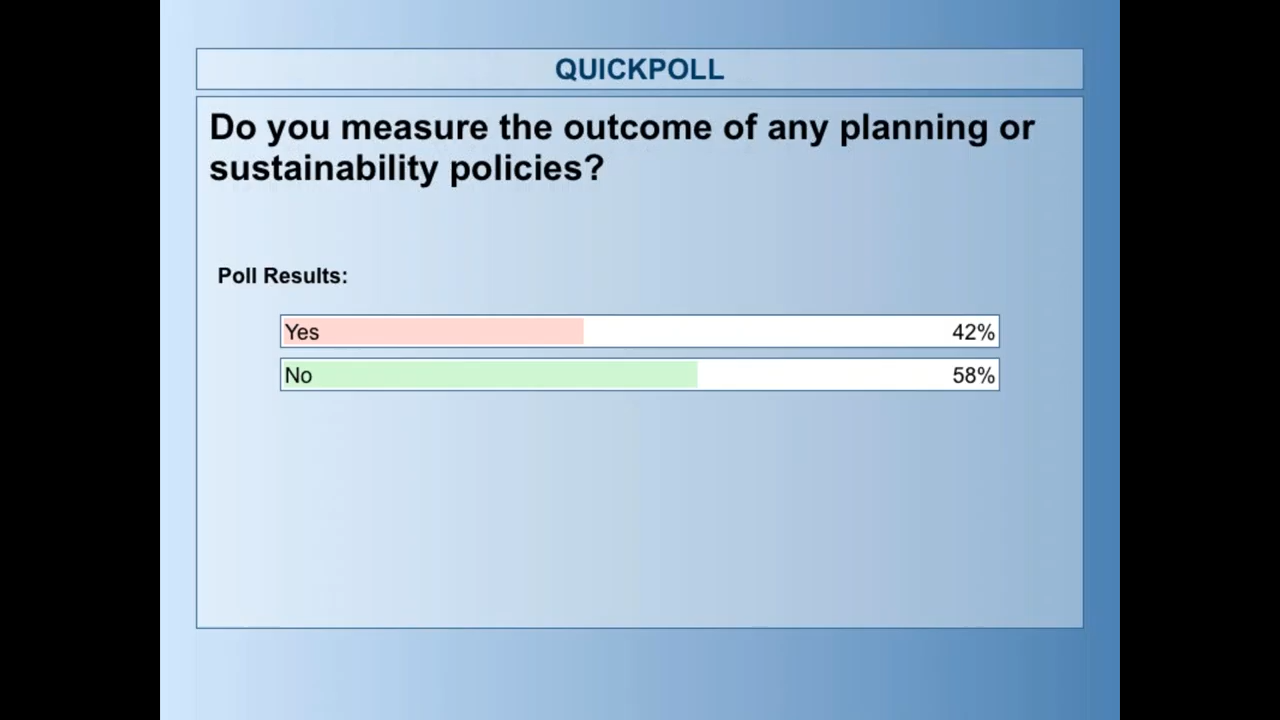 QUICKPOLL
Do you measure the outcome of any planning or
sustainability policies?
Poll Results:
Yes 42%
No 58%